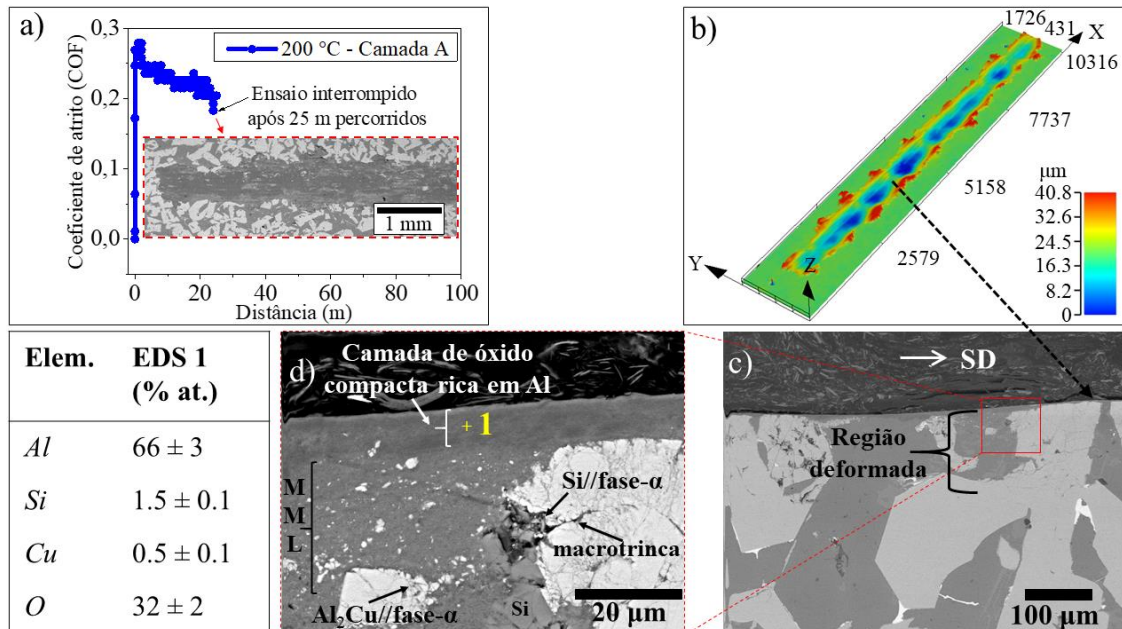 a)
Coeficiente de atrito (COF)
0,3
0,2
0,1
0,0
200 °C - Camada A
Ensaio interrompido
após 25 m percorridos
1 mm
0 20 40 60 80 100
Distância (m)
b)
1726
431
X
10316
7737
5158
2579
Y
Z
µm
40.8
32.6
24.5
16.3
8.2
0
Elem. EDS 1
(% at.)
Al 66 ± 3
Si 1.5 ± 0.1
Cu 0.5 ± 0.1
O 32 ± 2
d)
Camada de óxido
compacta rica em Al
+ 1
M
M
L
Si//fase-α
macrotrinca
Al₂Cu//fase-α
Si
20 µm
c)
SD
Região
deformada
100 µm